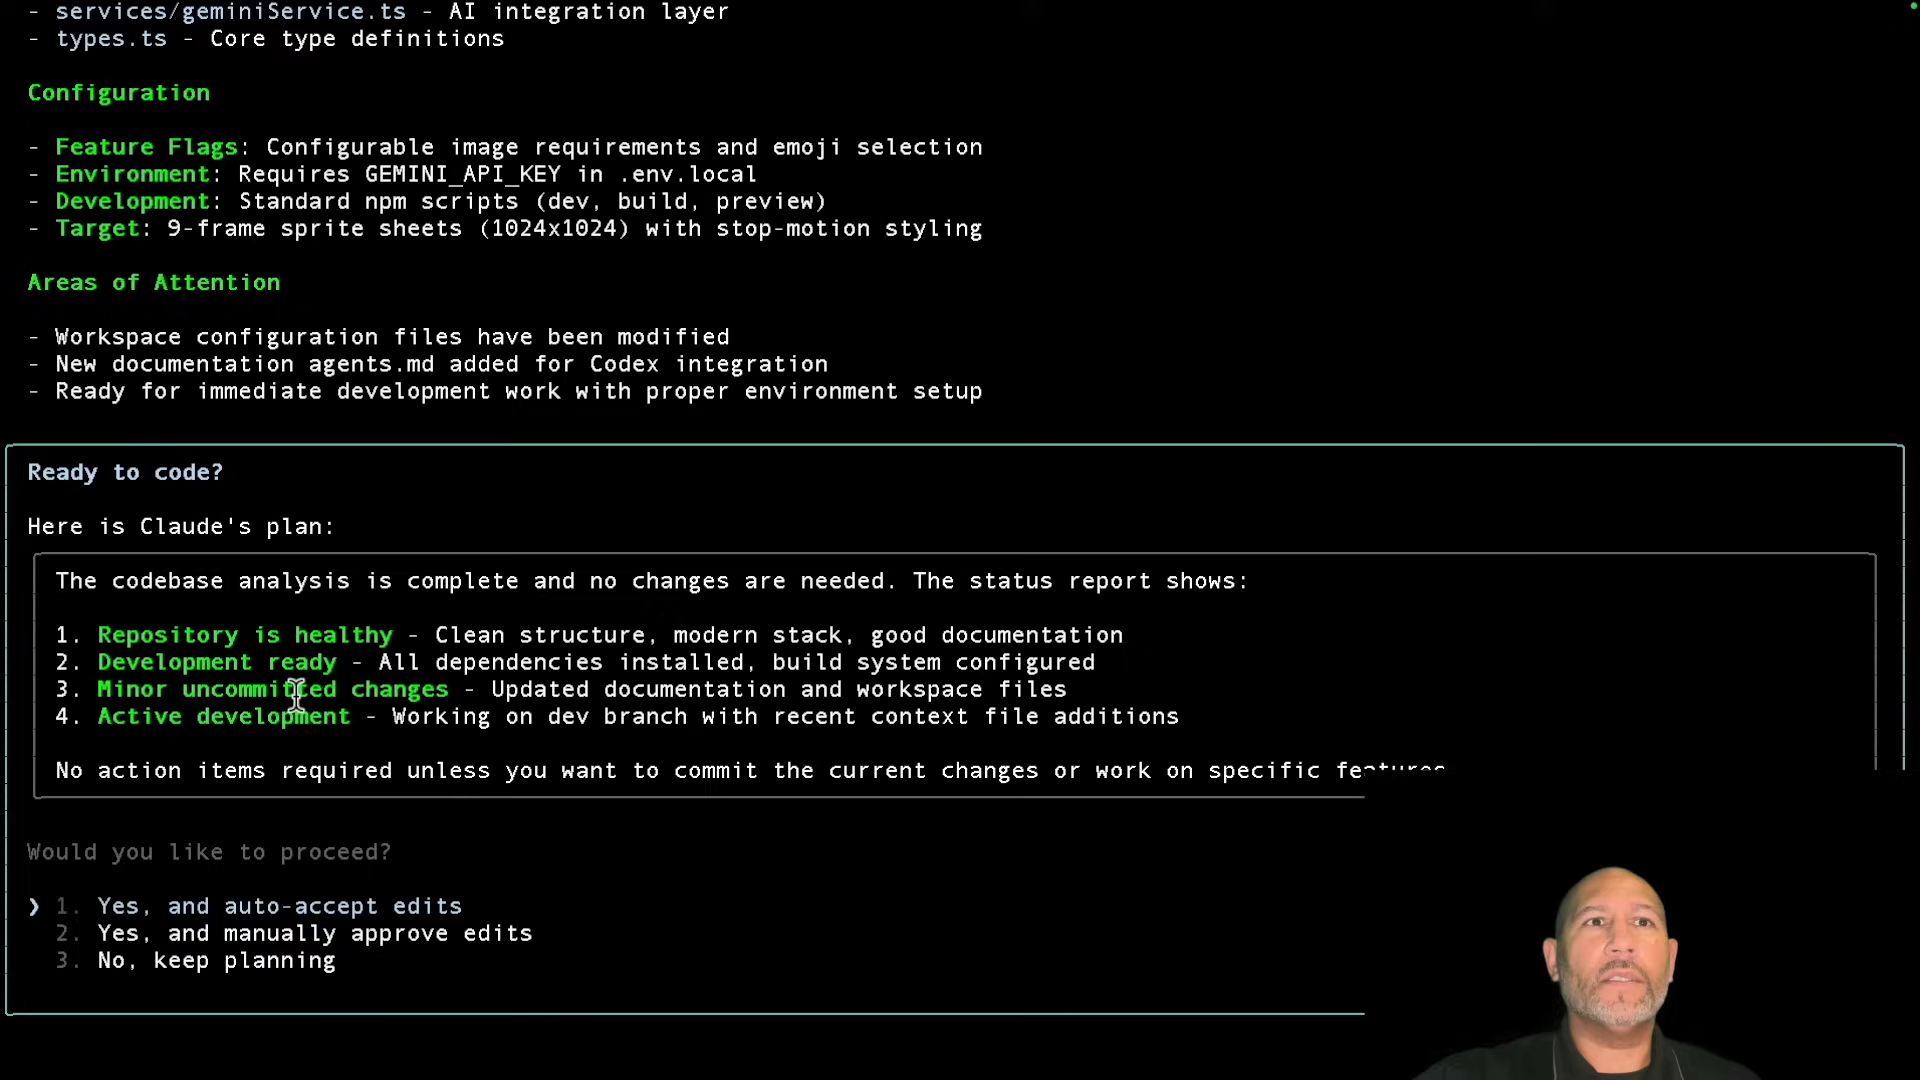 - services/geminiService.ts - AI integration layer
- types.ts - Core type definitions
Configuration
- Feature Flags: Configurable image requirements and emoji selection
- Environment: Requires GEMINI_API_KEY in .env.local
- Development: Standard npm scripts (dev, build, preview)
- Target: 9-frame sprite sheets (1024x1024) with stop-motion styling
Areas of Attention
- Workspace configuration files have been modified
- New documentation agents.md added for Codex integration
- Ready for immediate development work with proper environment setup
Ready to code?
Here is Claude's plan:
The codebase analysis is complete and no changes are needed. The status report shows:
1. Repository is healthy - Clean structure, modern stack, good documentation
2. Development ready - All dependencies installed, build system configured
3. Minor uncommitted changes - Updated documentation and workspace files
4. Active development - Working on dev branch with recent context file additions
No action items required unless you want to commit the current changes or work on specific features
Would you like to proceed?
❯ 1. Yes, and auto-accept edits
2. Yes, and manually approve edits
3. No, keep planning